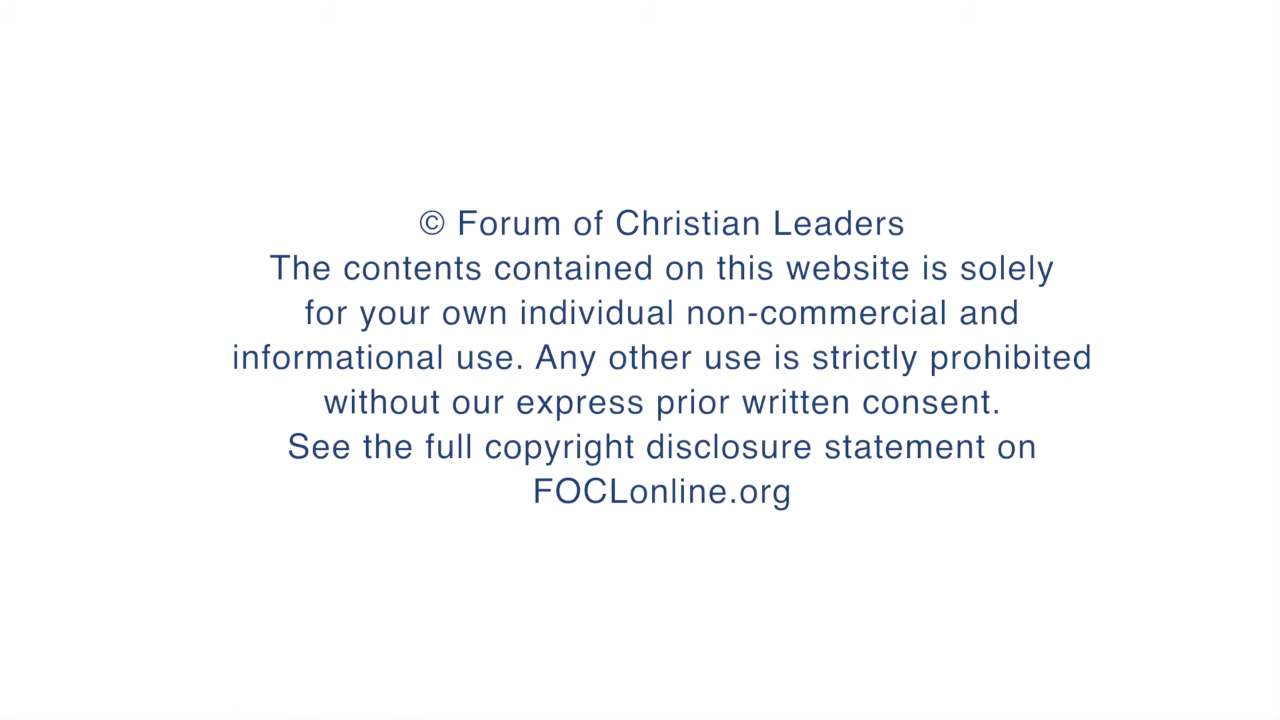 © Forum of Christian Leaders
The contents contained on this website is solely
for your own individual non-commercial and
informational use. Any other use is strictly prohibited
without our express prior written consent.
See the full copyright disclosure statement on
FOCLonline.org